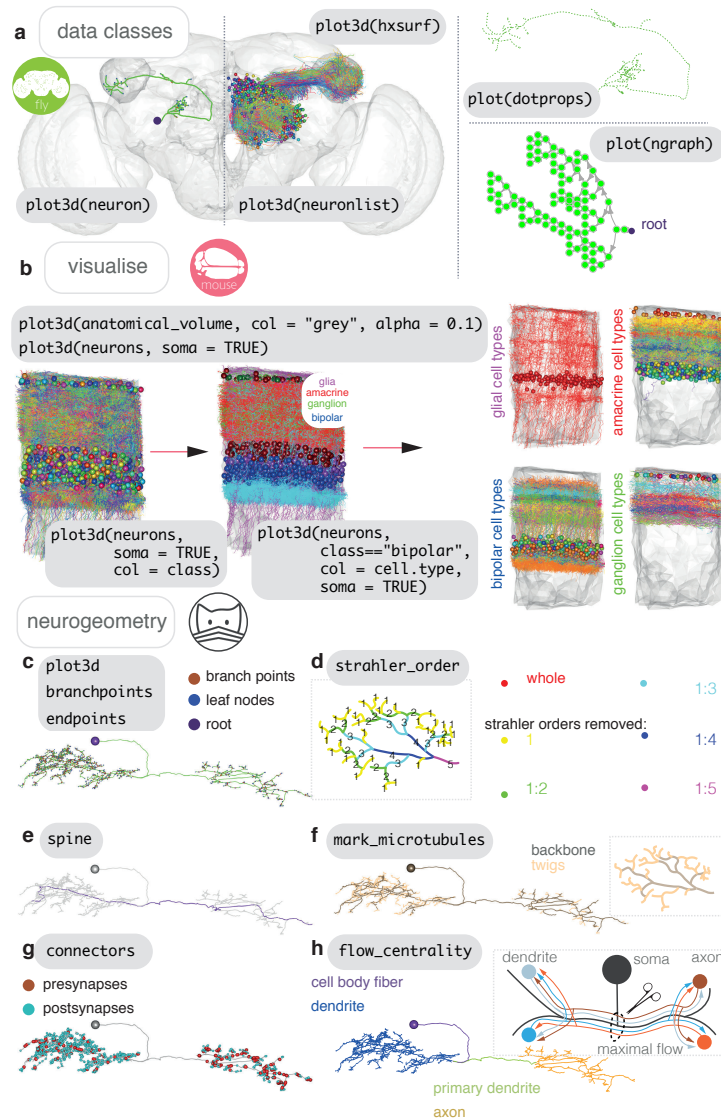 a
data classes
fly
plot3d(hxsurf)
plot3d(neuron)
plot3d(neuronlist)
plot(dotprops)
plot(ngraph)
root
b
visualise
mouse
plot3d(anatomical_volume, col = "grey", alpha = 0.1)
plot3d(neurons, soma = TRUE)
glia
amacrine
ganglion
bipolar
plot3d(neurons,
soma = TRUE,
col = class)
plot3d(neurons,
class=="bipolar",
col = cell.type,
soma = TRUE)
glial cell types
amacrine cell types
bipolar cell types
ganglion cell types
neurogeometry
c
plot3d
branchpoints
endpoints
branch points
leaf nodes
root
d
strahler_order
whole
1:3
strahler orders removed:
1
1:4
1:2
1:5
e
spine
f
mark_microtubules
backbone
twigs
g
connectors
presynapses
postsynapses
h
flow_centrality
cell body fiber
dendrite
dendrite
soma
axon
maximal flow
primary dendrite
axon